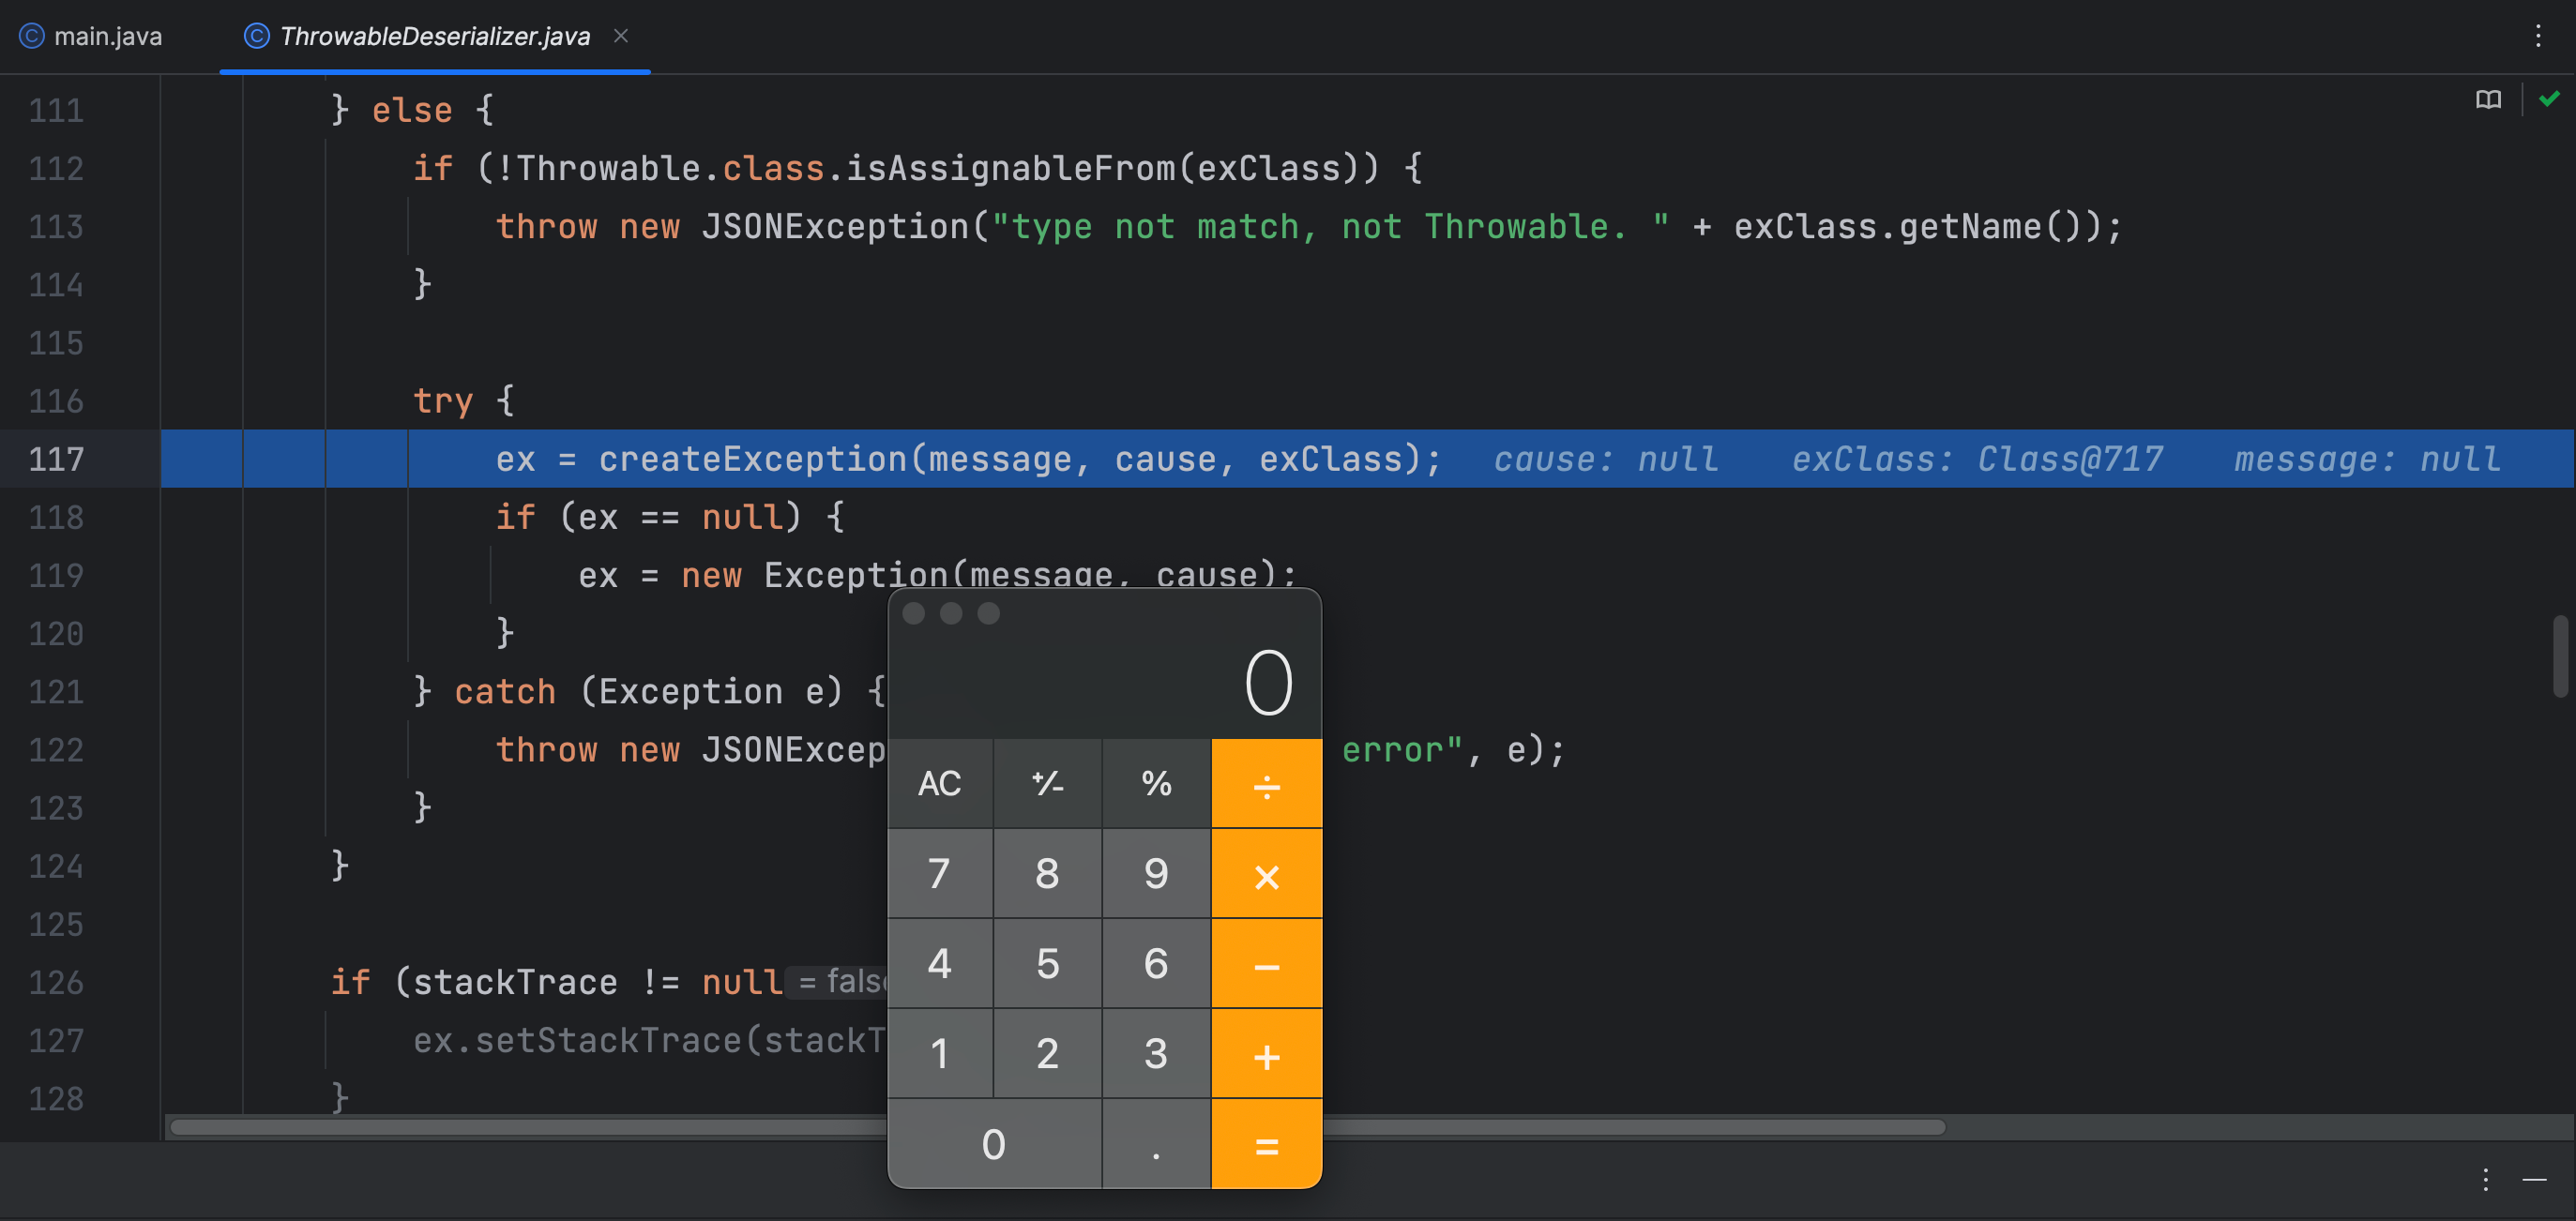 main.java ThrowableDeserializer.java
111 } else {
112 if (!Throwable.class.isAssignableFrom(exClass)) {
113 throw new JSONException("type not match, not Throwable. " + exClass.getName());
114 }
115
116 try {
117 ex = createException(message, cause, exClass); cause: null exClass: Class@717 message: null
118 if (ex == null) {
119 ex = new Exception(message, cause);
120 }
121 } catch (Exception e) {
122 throw new JSONExcep error", e);
123 }
124 }
125
126 if (stackTrace != null = false
127 ex.setStackTrace(stackT
128 }
0
AC +/- % ÷
7 8 9 ×
4 5 6 −
1 2 3 +
0 . =